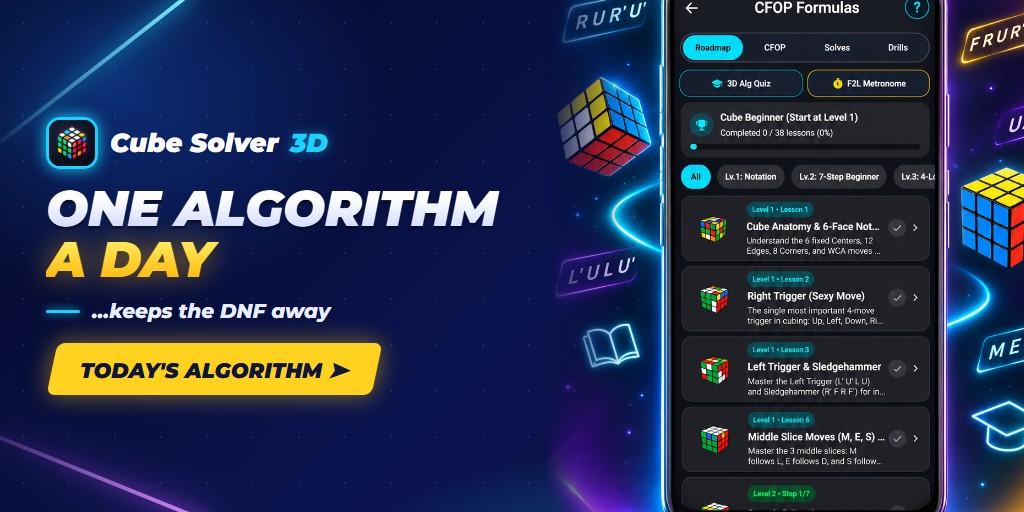 Cube Solver 3D
ONE ALGORITHM
A DAY
...keeps the DNF away
TODAY'S ALGORITHM ➤
R U R' U'
L' U L U'
CFOP Formulas
?
Roadmap
CFOP
Solves
Drills
3D Alg Quiz
F2L Metronome
Cube Beginner (Start at Level 1)
Completed 0 / 38 lessons (0%)
All
Lv.1: Notation
Lv.2: 7-Step Beginner
Lv.3: 4-Lo
Level 1 • Lesson 1
Cube Anatomy & 6-Face Not...
Understand the 6 fixed Centers, 12
Edges, 8 Corners, and WCA moves ...
Level 1 • Lesson 2
Right Trigger (Sexy Move)
The single most important 4-move
trigger in cubing: Up, Left, Down, Ri...
Level 1 • Lesson 3
Left Trigger & Sledgehammer
Master the Left Trigger (L' U' L U)
and Sledgehammer (R' F R F') for in...
Level 1 • Lesson 6
Middle Slice Moves (M, E, S) ...
Master the 3 middle slices: M
follows L, E follows D, and S follow...
Level 2 • Step 1/7
F R U R'
U
M E